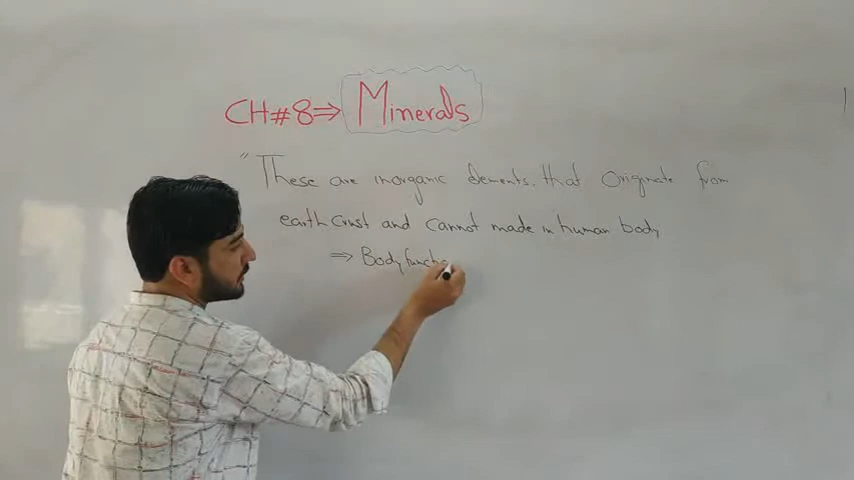 CH#8⇒ Minerals
"These are inorganic elements. that Originate from
earth crust and cannot made in human body
⇒ Body functio